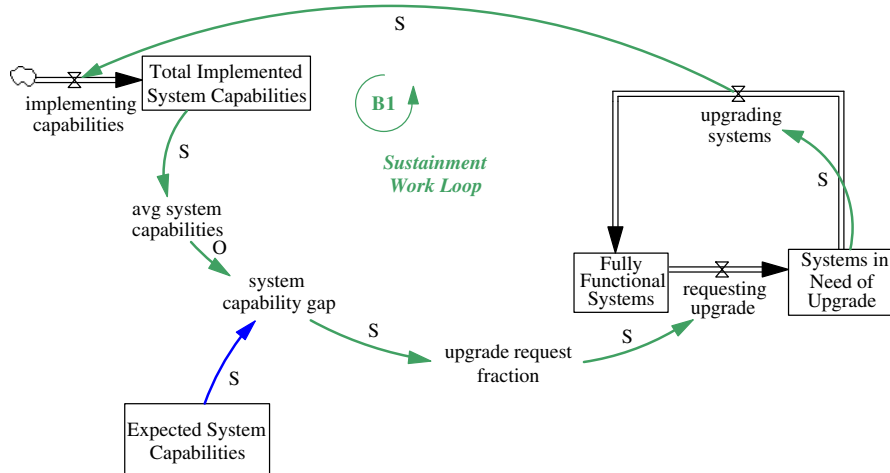 S
Total Implemented
System Capabilities
implementing
capabilities
B1
upgrading
systems
S
Sustainment
Work Loop
S
avg system
capabilities
O
system
capability gap
Fully
Functional
Systems
requesting
upgrade
Systems in
Need of
Upgrade
S
S
upgrade request
fraction
S
Expected System
Capabilities